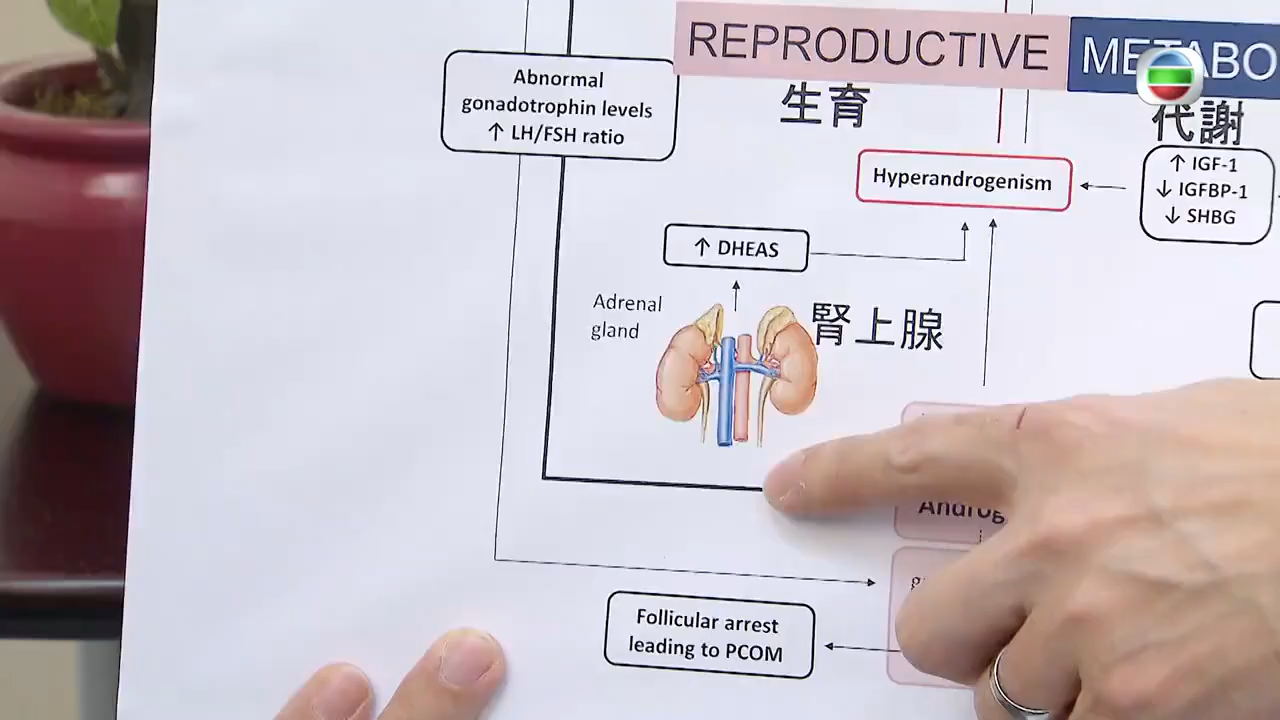 REPRODUCTIVE
生育
代謝
Abnormal
gonadotrophin levels
↑ LH/FSH ratio
Hyperandrogenism
↑ IGF-1
↓ IGFBP-1
↓ SHBG
↑ DHEAS
Adrenal
gland
腎上腺
Follicular arrest
leading to PCOM